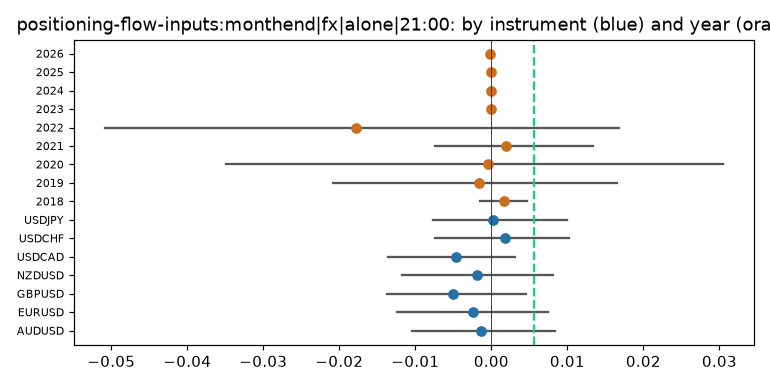 positioning-flow-inputs:monthend|fx|alone|21:00: by instrument (blue) and year (ora
2026
2025
2024
2023
2022
2021
2020
2019
2018
USDJPY
USDCHF
USDCAD
NZDUSD
GBPUSD
EURUSD
AUDUSD
−0.05 −0.04 −0.03 −0.02 −0.01 0.00 0.01 0.02 0.03